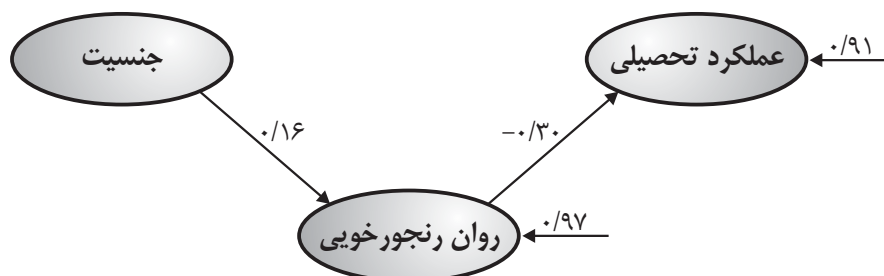 جنسیت
عملکرد تحصیلی
۰/۹۱
۰/۱۶
-۰/۳۰
روان رنجورخویی
۰/۹۷